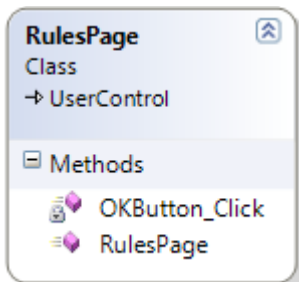 RulesPage
Class
UserControl
Methods
OKButton_Click
RulesPage